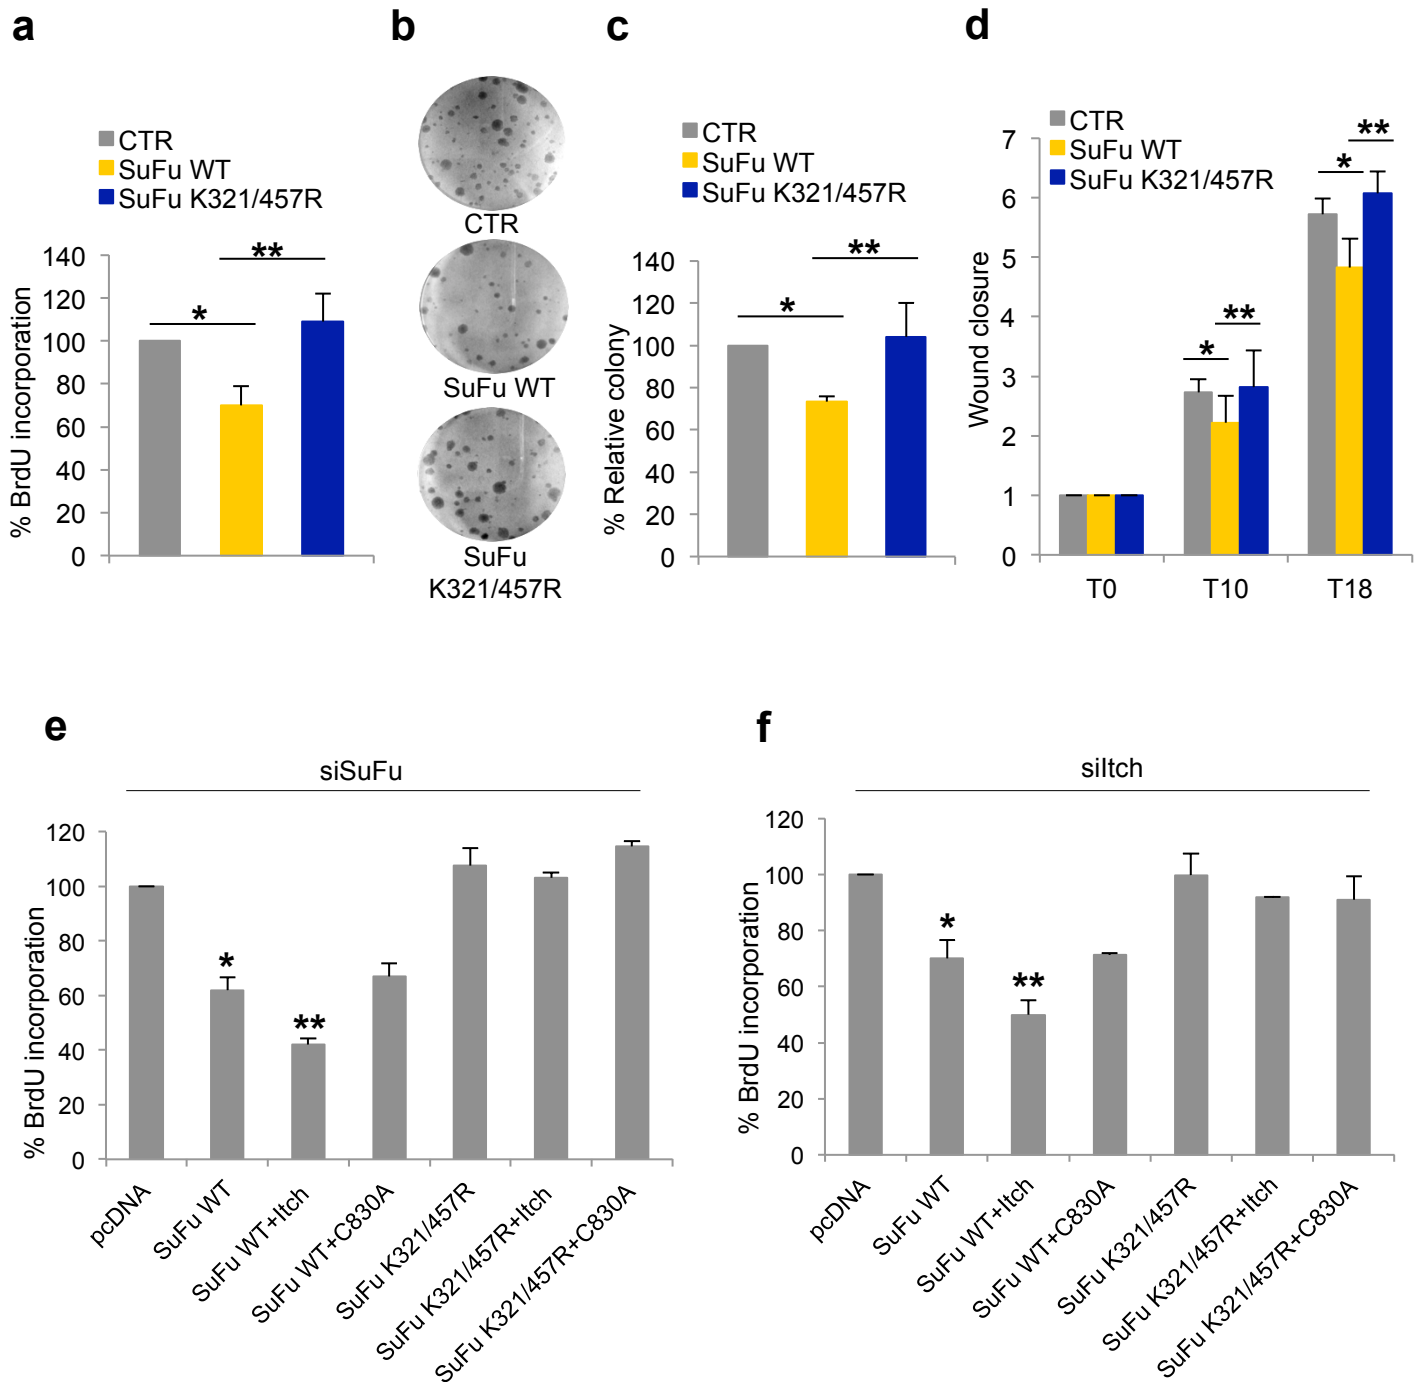 a
CTR
SuFu WT
SuFu K321/457R
% BrdU incorporation
140
120
100
80
60
40
20
0
*
**
b
CTR
SuFu WT
SuFu
K321/457R
c
CTR
SuFu WT
SuFu K321/457R
% Relative colony
140
120
100
80
60
40
20
0
*
**
d
CTR
SuFu WT
SuFu K321/457R
Wound closure
7
6
5
4
3
2
1
0
*
**
*
**
T0
T10
T18
e
siSuFu
% BrdU incorporation
120
100
80
60
40
20
0
*
**
pcDNA
SuFu WT
SuFu WT+Itch
SuFu WT+C830A
SuFu K321/457R
SuFu K321/457R+Itch
SuFu K321/457R+C830A
f
siItch
% BrdU incorporation
120
100
80
60
40
20
0
*
**
pcDNA
SuFu WT
SuFu WT+Itch
SuFu WT+C830A
SuFu K321/457R
SuFu K321/457R+Itch
SuFu K321/457R+C830A